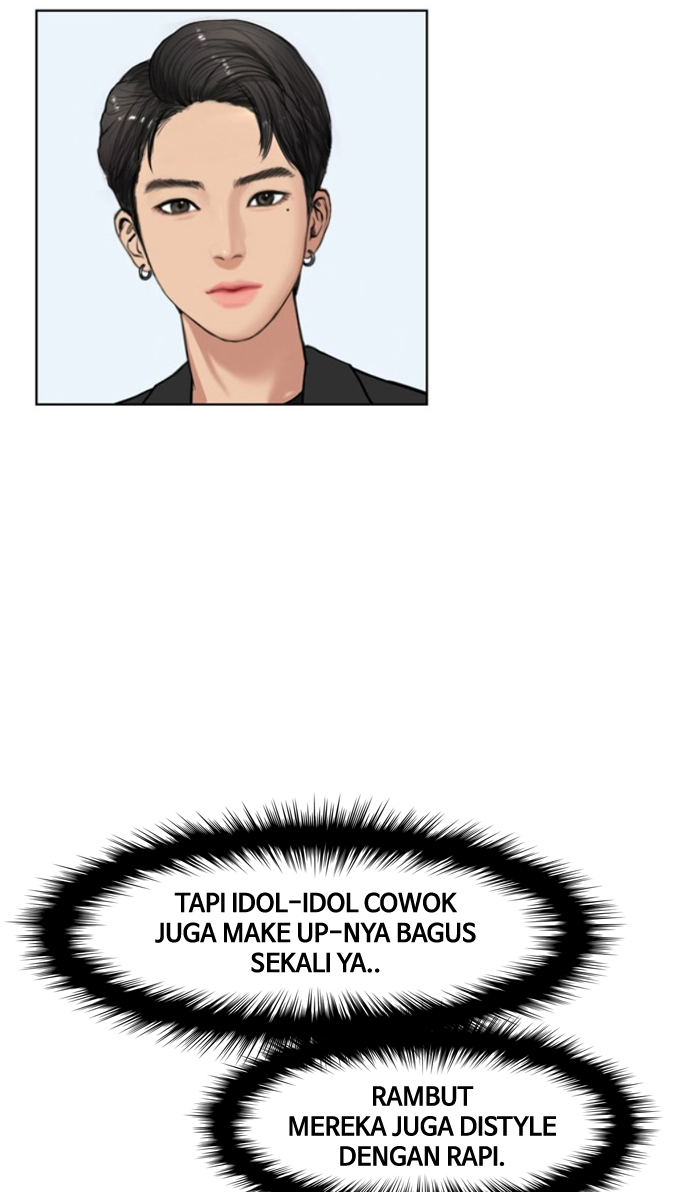 TAPI IDOL-IDOL COWOK
JUGA MAKE UP-NYA BAGUS
SEKALI YA..
RAMBUT
MEREKA JUGA DISTYLE
DENGAN RAPI.